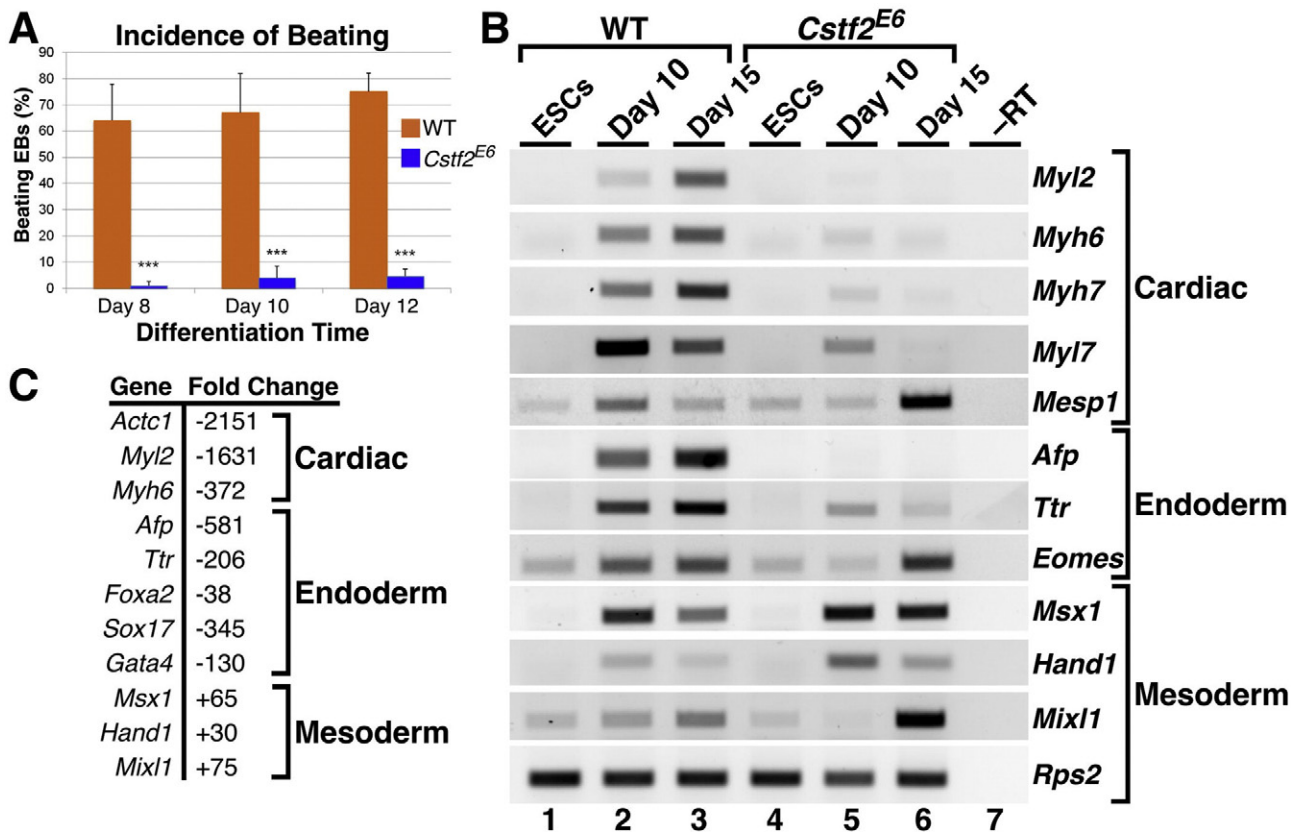 A
Incidence of Beating
Beating EBs (%)
90
80
70
60
50
40
30
20
10
0
***
***
***
WT
Cstf2E6
Day 8
Day 10
Day 12
Differentiation Time
B
WT
Cstf2E6
ESCs
Day 10
Day 15
ESCs
Day 10
Day 15
–RT
Myl2
Myh6
Myh7
Myl7
Mesp1
Cardiac
Afp
Ttr
Eomes
Endoderm
Msx1
Hand1
Mixl1
Rps2
Mesoderm
1 2 3 4 5 6 7
C
Gene Fold Change
Actc1 -2151
Myl2 -1631
Myh6 -372
Cardiac
Afp -581
Ttr -206
Foxa2 -38
Sox17 -345
Gata4 -130
Endoderm
Msx1 +65
Hand1 +30
Mixl1 +75
Mesoderm